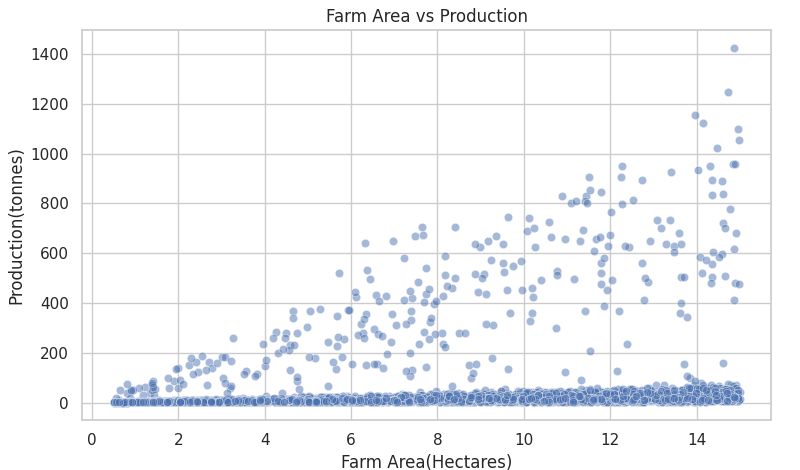 Farm Area vs Production
Production(tonnes)
1400
1200
1000
800
600
400
200
0
0 2 4 6 8 10 12 14
Farm Area(Hectares)